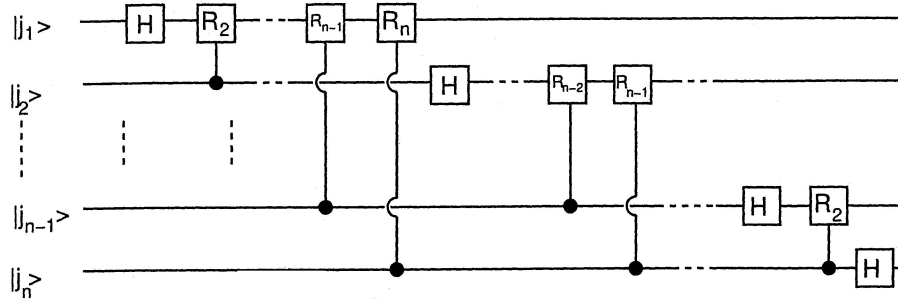 |j₁> H R₂ Rₙ₋₁ Rₙ
|j₂> H Rₙ₋₂ Rₙ₋₁
|jₙ₋₁> H R₂
|jₙ> H